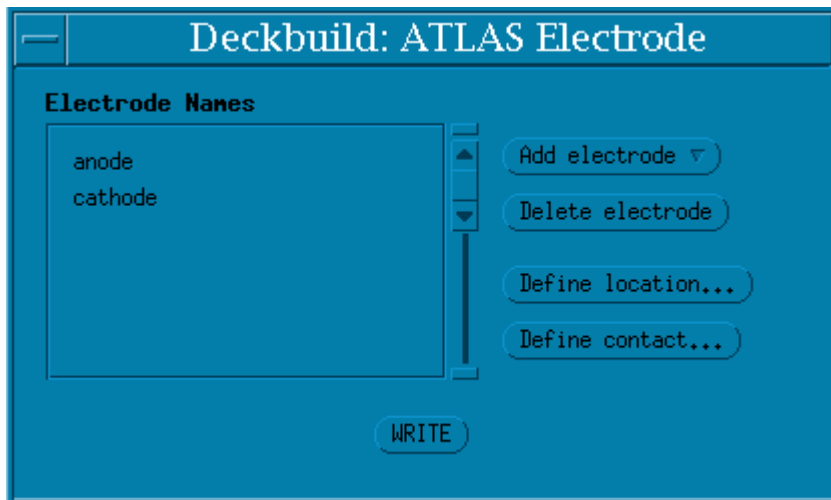 Deckbuild: ATLAS Electrode
Electrode Names
anode
cathode
Add electrode
Delete electrode
Define location...
Define contact...
WRITE